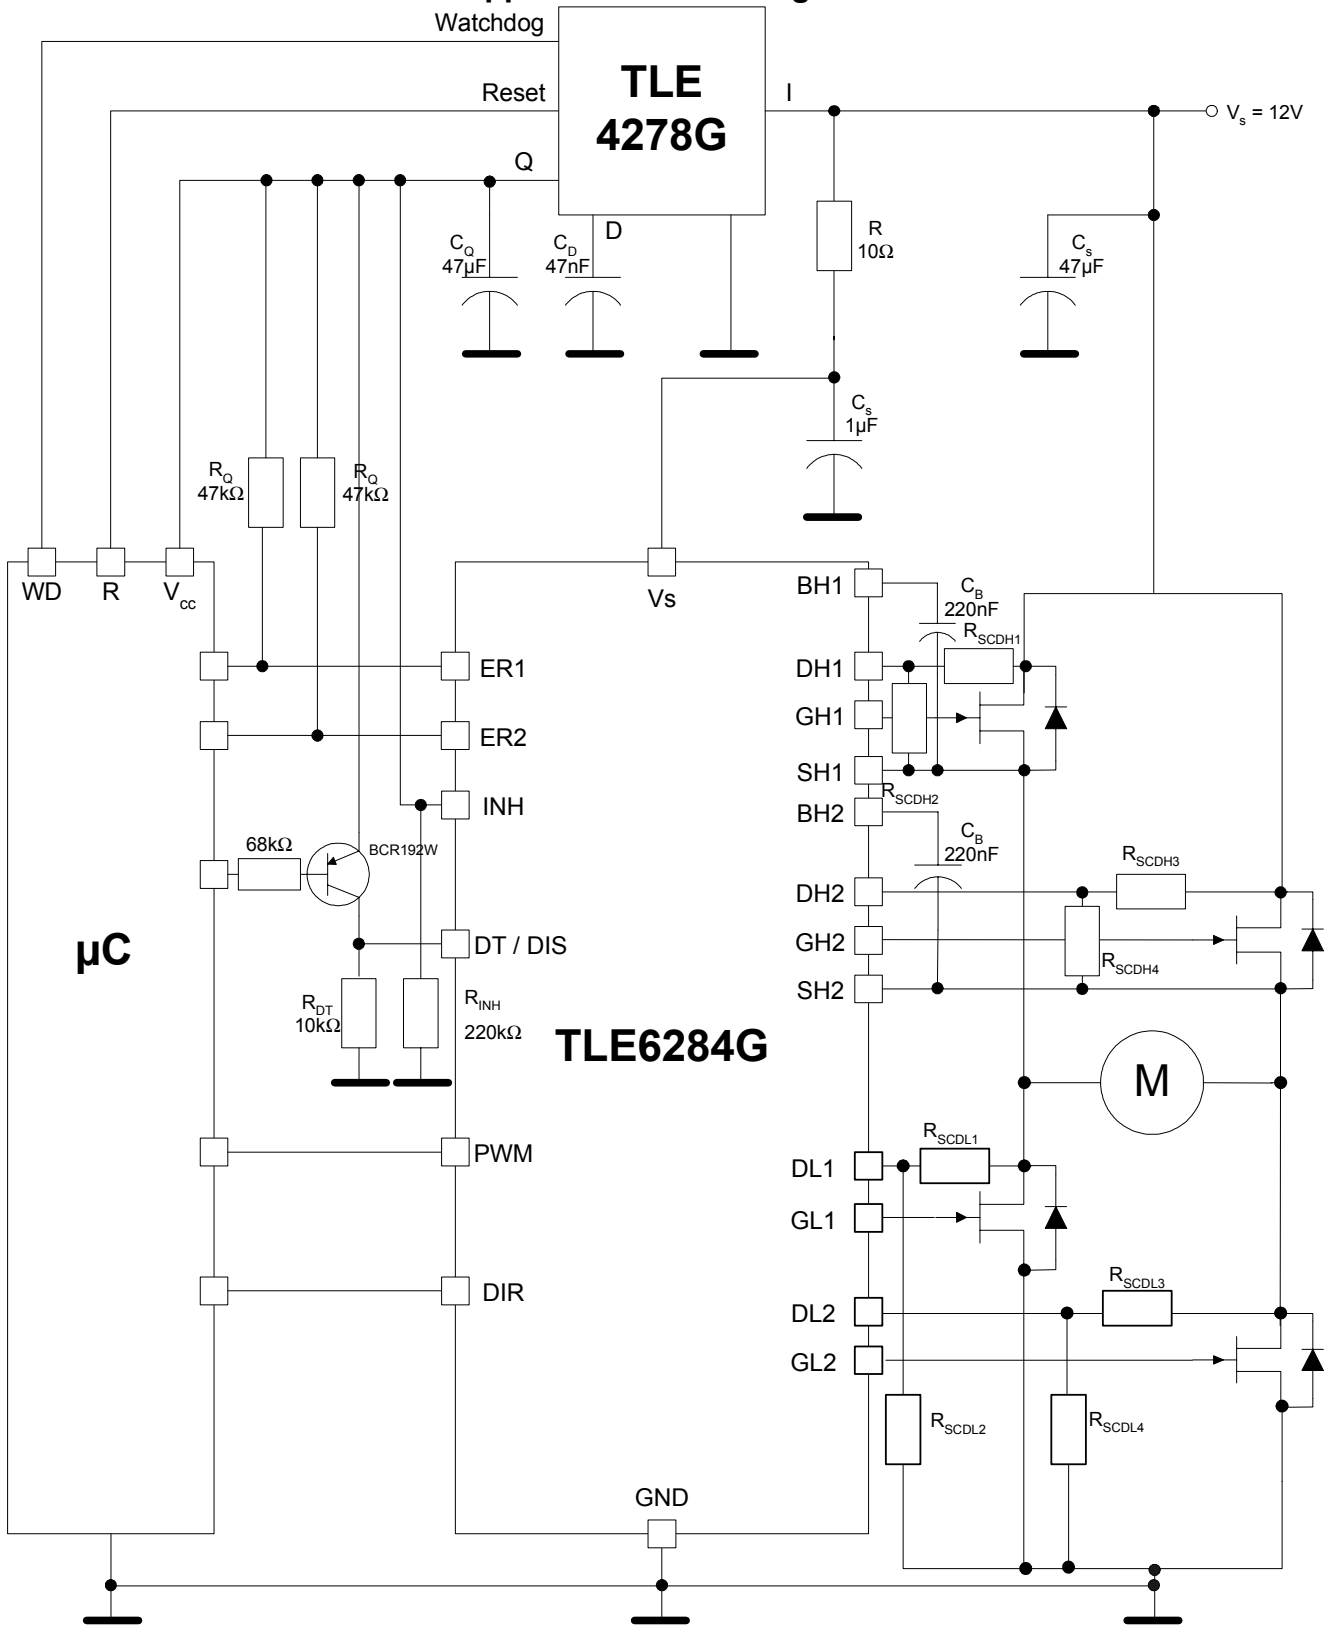 Watchdog
TLE
4278G
Reset
I
V_s = 12V
Q
D
C_Q
47µF
C_D
47nF
R
10Ω
C_s
47µF
C_s
1µF
R_Q
47kΩ
R_Q
47kΩ
WD
R
V_cc
Vs
BH1
C_B
220nF
R_SCDH1
ER1
DH1
GH1
ER2
SH1
R_SCDH2
INH
BH2
68kΩ
BCR192W
C_B
220nF
R_SCDH3
DH2
µC
DT / DIS
GH2
R_SCDH4
SH2
R_DT
10kΩ
R_INH
220kΩ
TLE6284G
M
R_SCDL1
PWM
DL1
GL1
DIR
R_SCDL3
DL2
GL2
R_SCDL2
R_SCDL4
GND